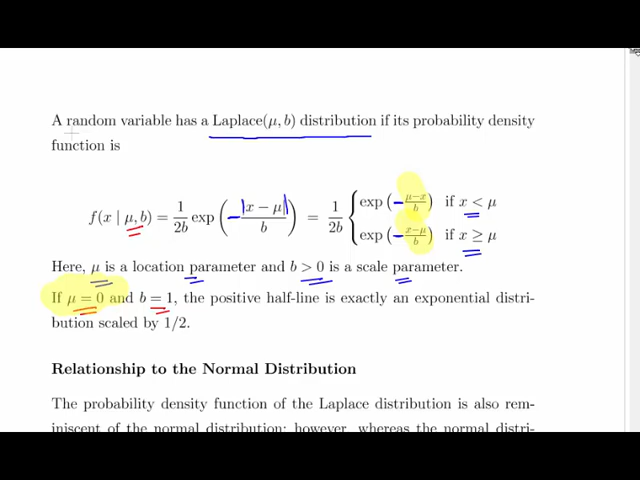 A random variable has a Laplace(μ, b) distribution if its probability density
function is
f(x | μ, b) = 1/2b exp(−|x − μ|/b) = 1/2b { exp(−μ−x/b) if x < μ
exp(−x−μ/b) if x ≥ μ
Here, μ is a location parameter and b > 0 is a scale parameter.
If μ = 0 and b = 1, the positive half-line is exactly an exponential distri-
bution scaled by 1/2.
Relationship to the Normal Distribution
The probability density function of the Laplace distribution is also rem-
iniscent of the normal distribution; however, whereas the normal distri-